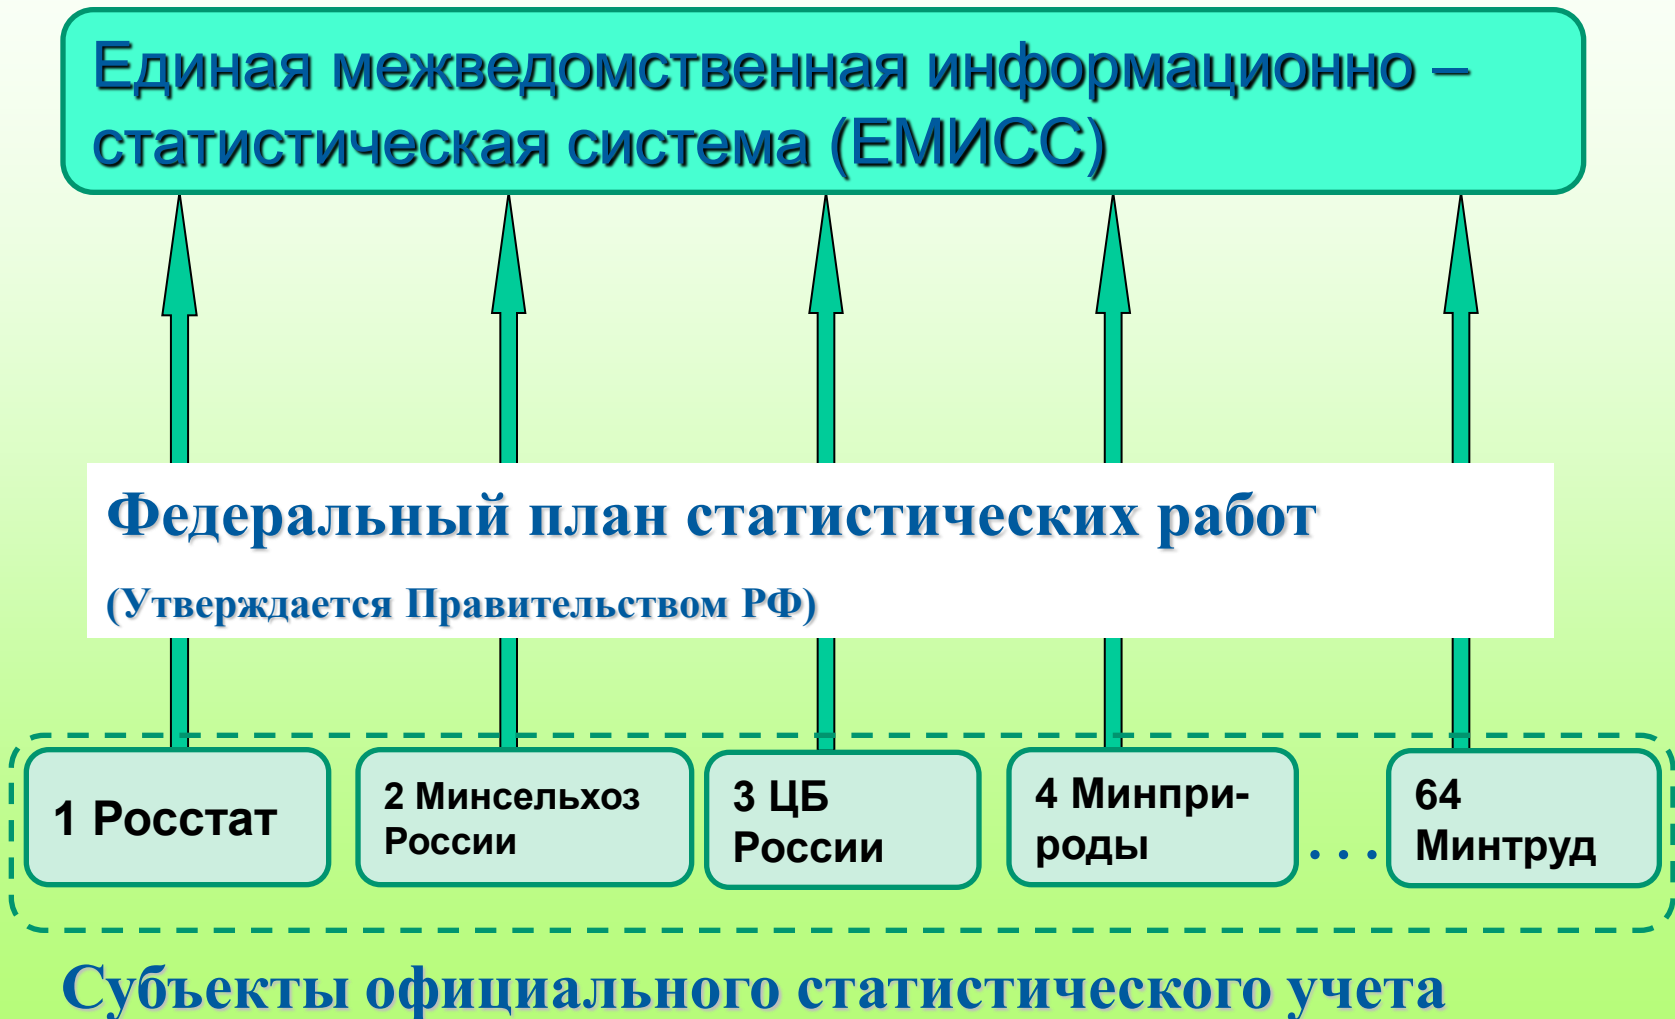 Единая межведомственная информационно –
статистическая система (ЕМИСС)
Федеральный план статистических работ
(Утверждается Правительством РФ)
1 Росстат
2 Минсельхоз
России
3 ЦБ
России
4 Минпри-
роды
...
64
Минтруд
Субъекты официального статистического учета